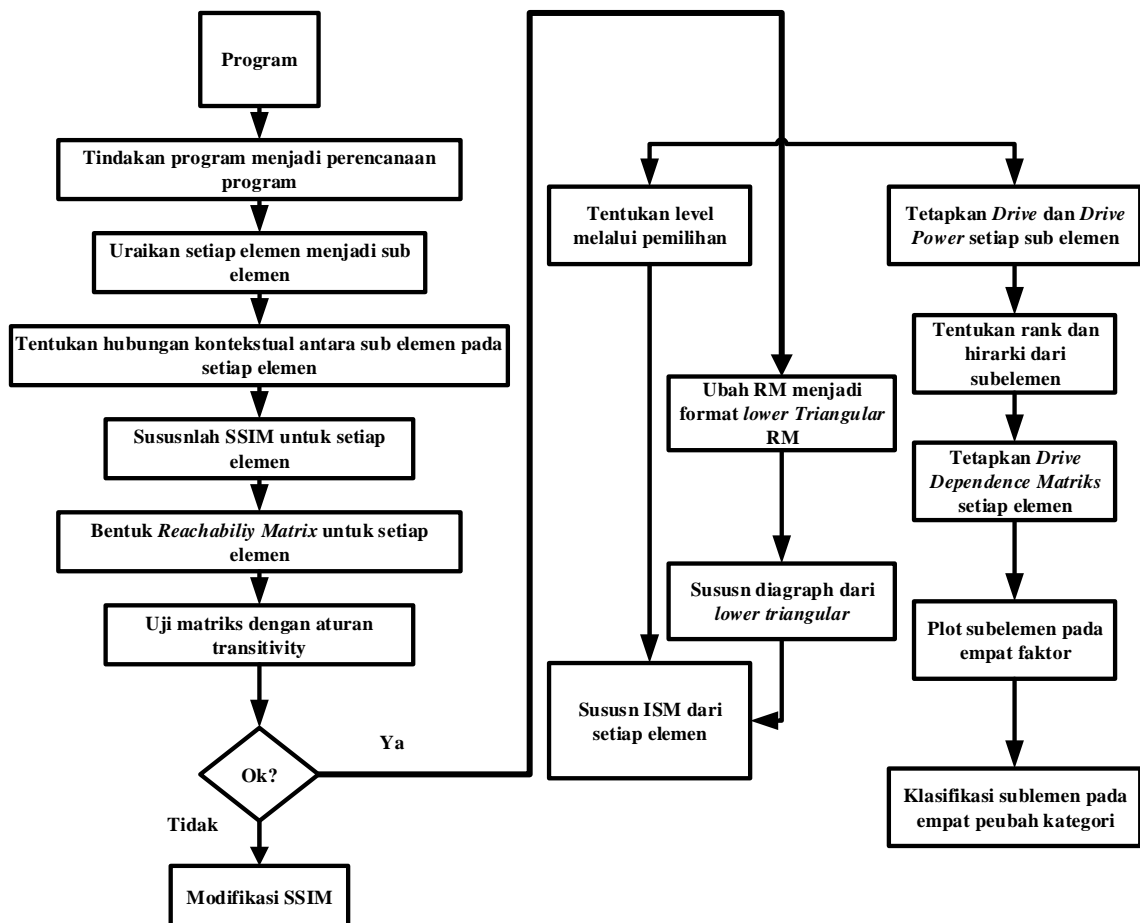 Program
Tindakan program menjadi perencanaan
program
Uraikan setiap elemen menjadi sub
elemen
Tentukan hubungan kontekstual antara sub elemen pada
setiap elemen
Sususnlah SSIM untuk setiap
elemen
Bentuk Reachabiliy Matrix untuk setiap
elemen
Uji matriks dengan aturan
transitivity
Ok?
Ya
Tidak
Modifikasi SSIM
Tentukan level
melalui pemilihan
Sususn ISM dari
setiap elemen
Ubah RM menjadi
format lower Triangular
RM
Sususn diagraph dari
lower triangular
Tetapkan Drive dan Drive
Power setiap sub elemen
Tentukan rank dan
hirarki dari
subelemen
Tetapkan Drive
Dependence Matriks
setiap elemen
Plot subelemen pada
empat faktor
Klasifikasi sublemen pada
empat peubah kategori